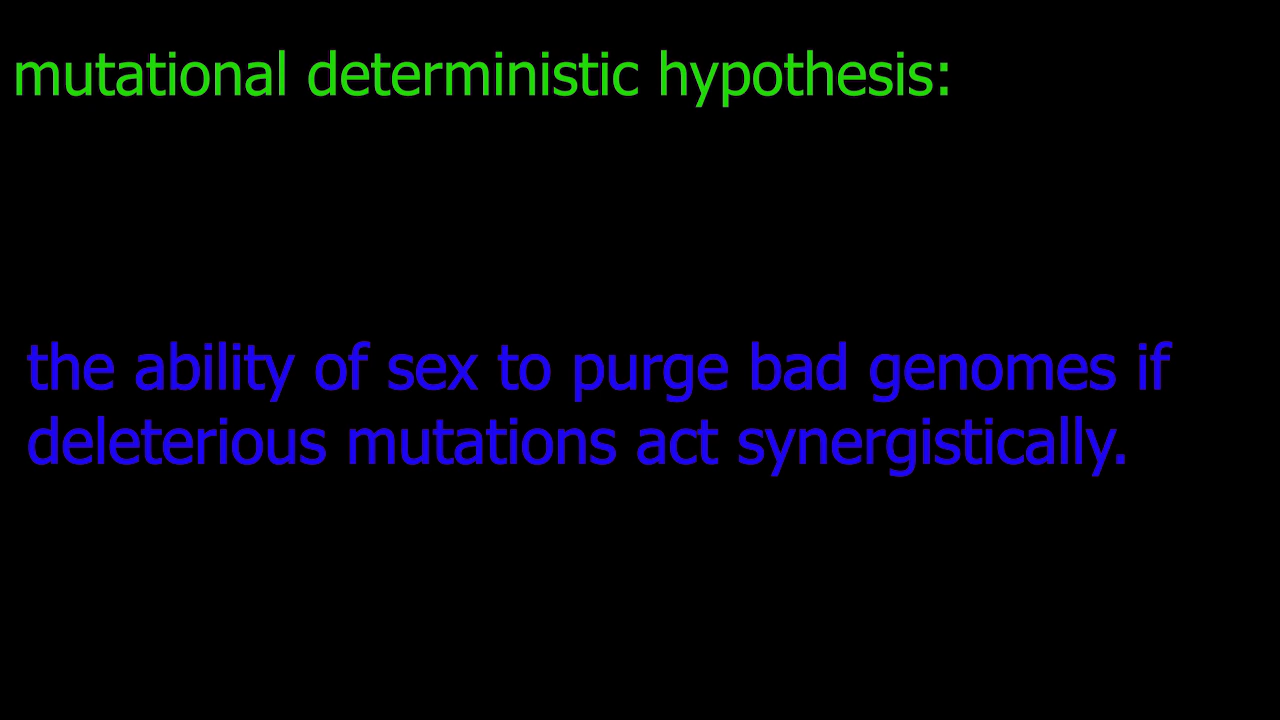 mutational deterministic hypothesis:
the ability of sex to purge bad genomes if
deleterious mutations act synergistically.